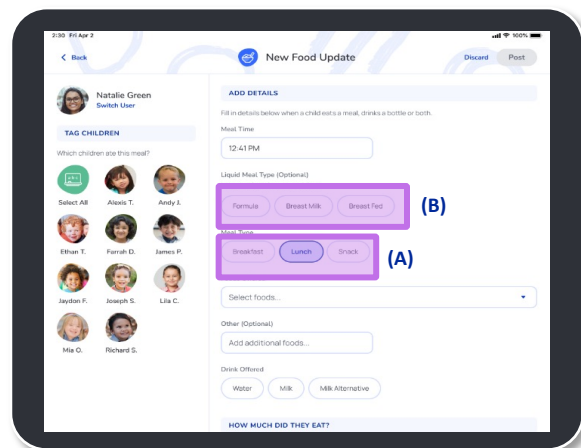 2:30 Fri Apr 2
100%
Back
New Food Update
Discard
Post
Natalie Green
Switch User
TAG CHILDREN
Which children ate this meal?
Select All
Alexis T.
Andy J.
Ethan T.
Farrah D.
James P.
Jaydon F.
Joseph S.
Lila C.
Mia O.
Richard S.
ADD DETAILS
Fill in details below when a child eats a meal, drinks a bottle or both.
Meal Time
12:41 PM
Liquid Meal Type (Optional)
Formula
Breast Milk
Breast Fed
(B)
Meal Type
Breakfast
Lunch
Snack
(A)
Select foods...
Other (Optional)
Add additional foods...
Drink Offered
Water
Milk
Milk Alternative
HOW MUCH DID THEY EAT?